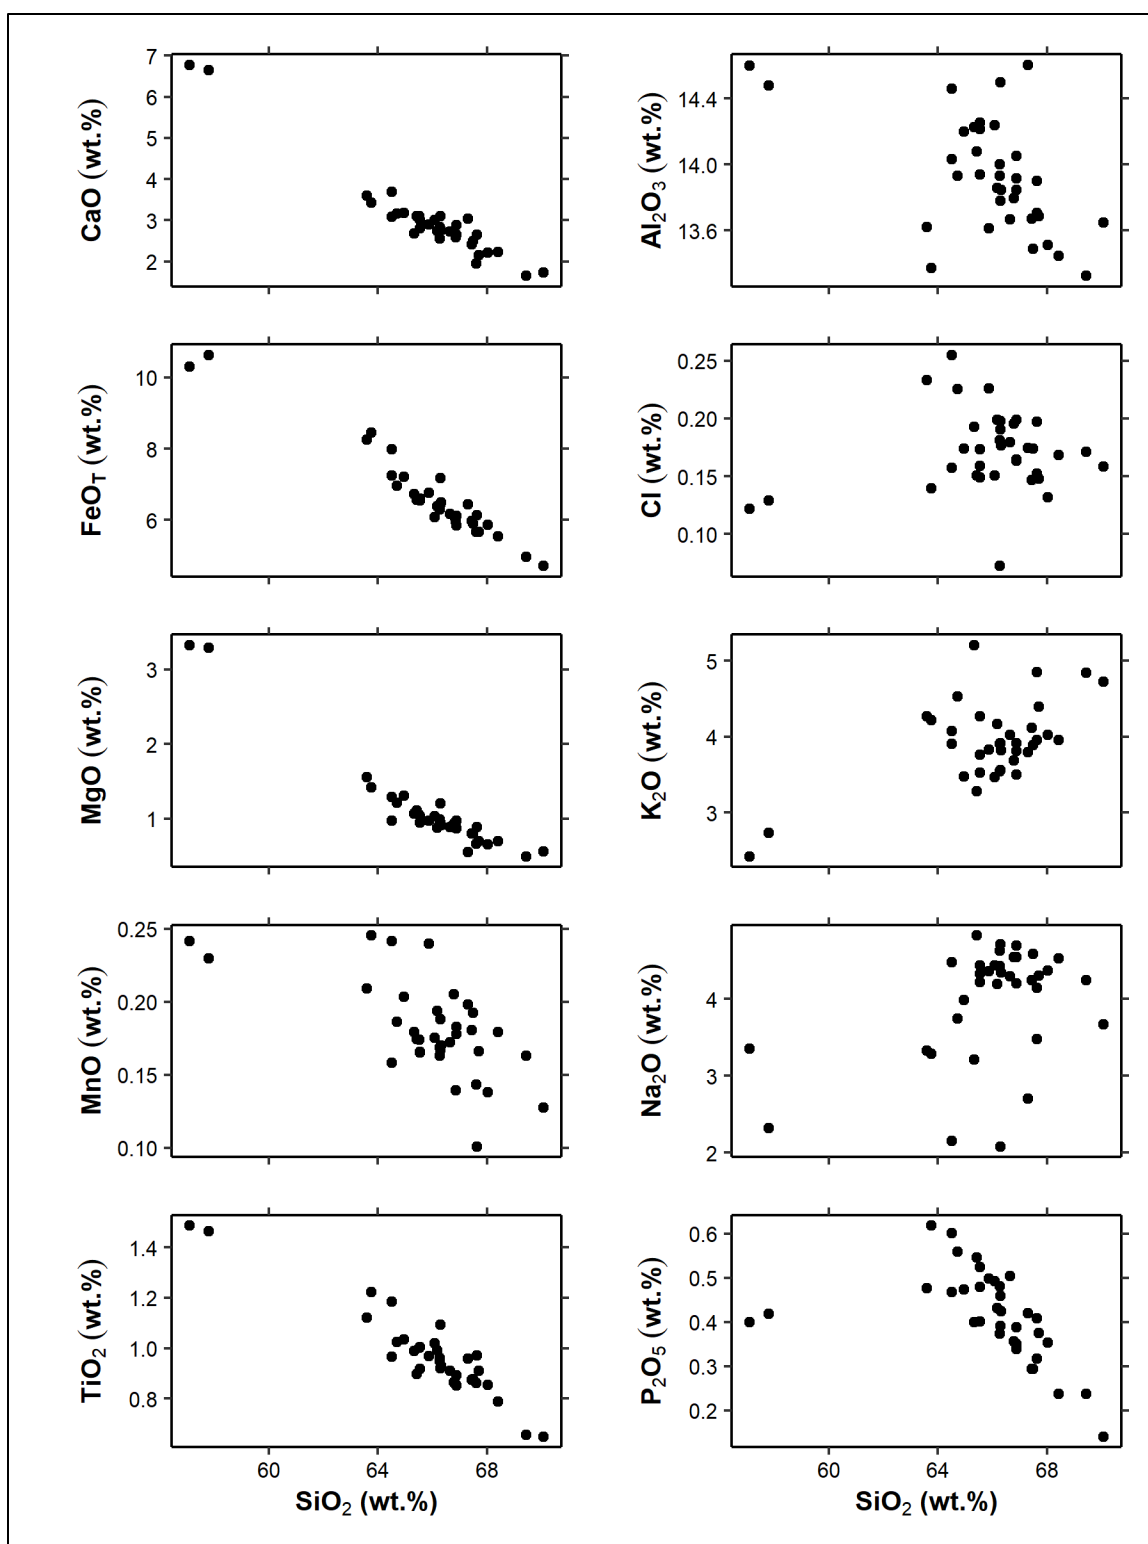 CaO (wt.%)
7
6
5
4
3
2
Al₂O₃ (wt.%)
14.4
14.0
13.6
FeOT (wt.%)
10
8
6
Cl (wt.%)
0.25
0.20
0.15
0.10
MgO (wt.%)
3
2
1
K₂O (wt.%)
5
4
3
MnO (wt.%)
0.25
0.20
0.15
0.10
Na₂O (wt.%)
4
3
2
TiO₂ (wt.%)
1.4
1.2
1.0
0.8
60 64 68
SiO₂ (wt.%)
P₂O₅ (wt.%)
0.6
0.5
0.4
0.3
0.2
60 64 68
SiO₂ (wt.%)